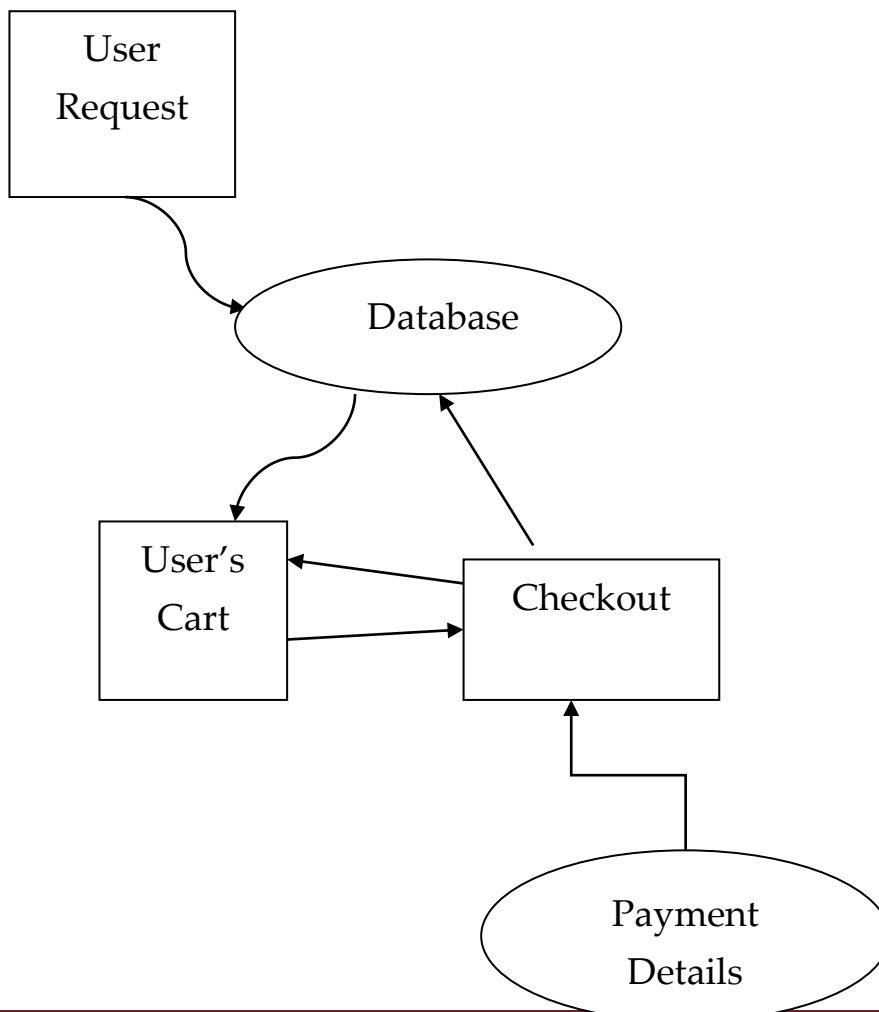 User
Request
Database
User’s
Cart
Checkout
Payment
Details